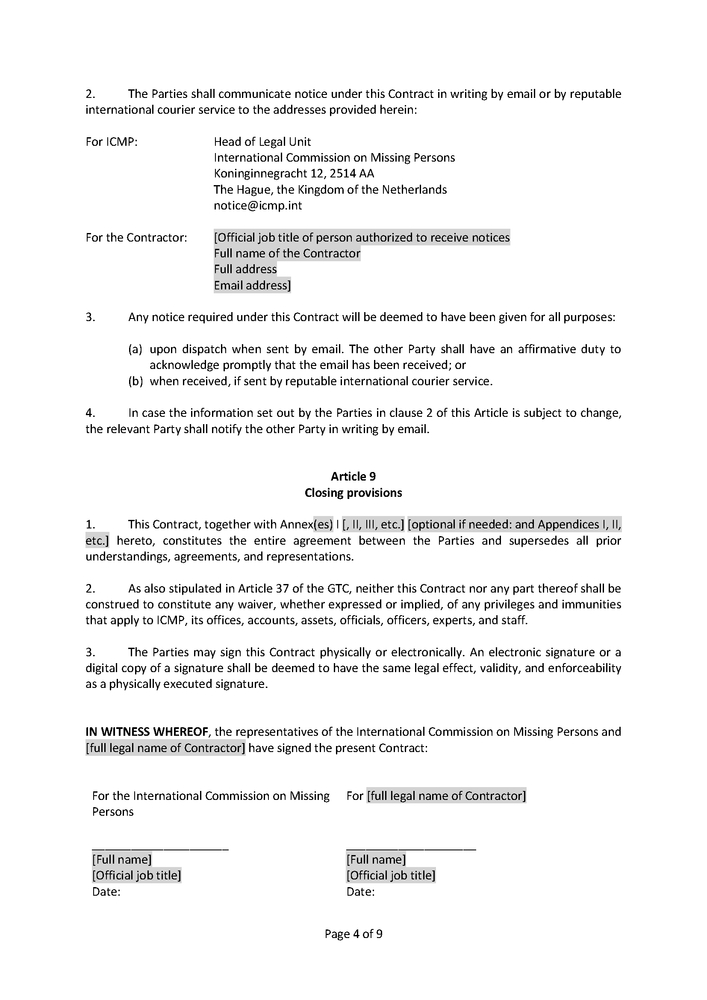 2. The Parties shall communicate notice under this Contract in writing by email or by reputable
international courier service to the addresses provided herein:
For ICMP: Head of Legal Unit
International Commission on Missing Persons
Koninginnegracht 12, 2514 AA
The Hague, the Kingdom of the Netherlands
notice@icmp.int
For the Contractor: [Official job title of person authorized to receive notices
Full name of the Contractor
Full address
Email address]
3. Any notice required under this Contract will be deemed to have been given for all purposes:
(a) upon dispatch when sent by email. The other Party shall have an affirmative duty to
acknowledge promptly that the email has been received; or
(b) when received, if sent by reputable international courier service.
4. In case the information set out by the Parties in clause 2 of this Article is subject to change,
the relevant Party shall notify the other Party in writing by email.
Article 9
Closing provisions
1. This Contract, together with Annex(es) I [, II, III, etc.] [optional if needed: and Appendices I, II,
etc.] hereto, constitutes the entire agreement between the Parties and supersedes all prior
understandings, agreements, and representations.
2. As also stipulated in Article 37 of the GTC, neither this Contract nor any part thereof shall be
construed to constitute any waiver, whether expressed or implied, of any privileges and immunities
that apply to ICMP, its offices, accounts, assets, officials, officers, experts, and staff.
3. The Parties may sign this Contract physically or electronically. An electronic signature or a
digital copy of a signature shall be deemed to have the same legal effect, validity, and enforceability
as a physically executed signature.
IN WITNESS WHEREOF, the representatives of the International Commission on Missing Persons and
[full legal name of Contractor] have signed the present Contract:
For the International Commission on Missing
Persons
_____________________
[Full name]
[Official job title]
Date:
For [full legal name of Contractor]
____________________
[Full name]
[Official job title]
Date:
Page 4 of 9